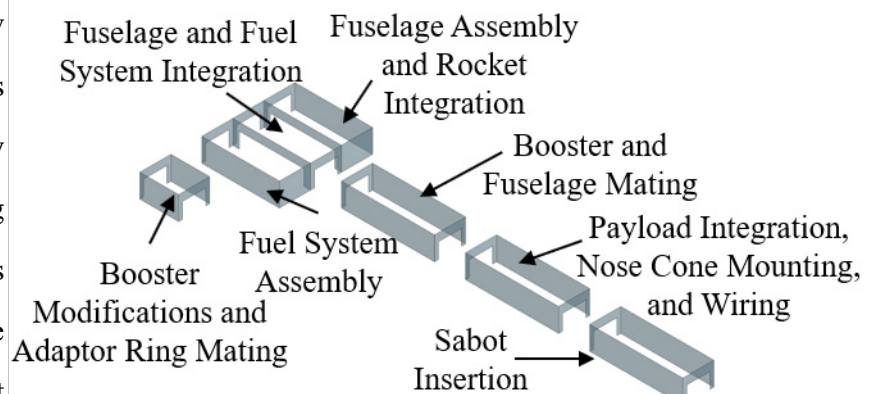 Fuselage and Fuel
System Integration
Fuselage Assembly
and Rocket
Integration
Booster and
Fuselage Mating
Payload Integration,
Nose Cone Mounting,
and Wiring
Fuel System
Assembly
Booster
Modifications and
Adaptor Ring Mating
Sabot
Insertion